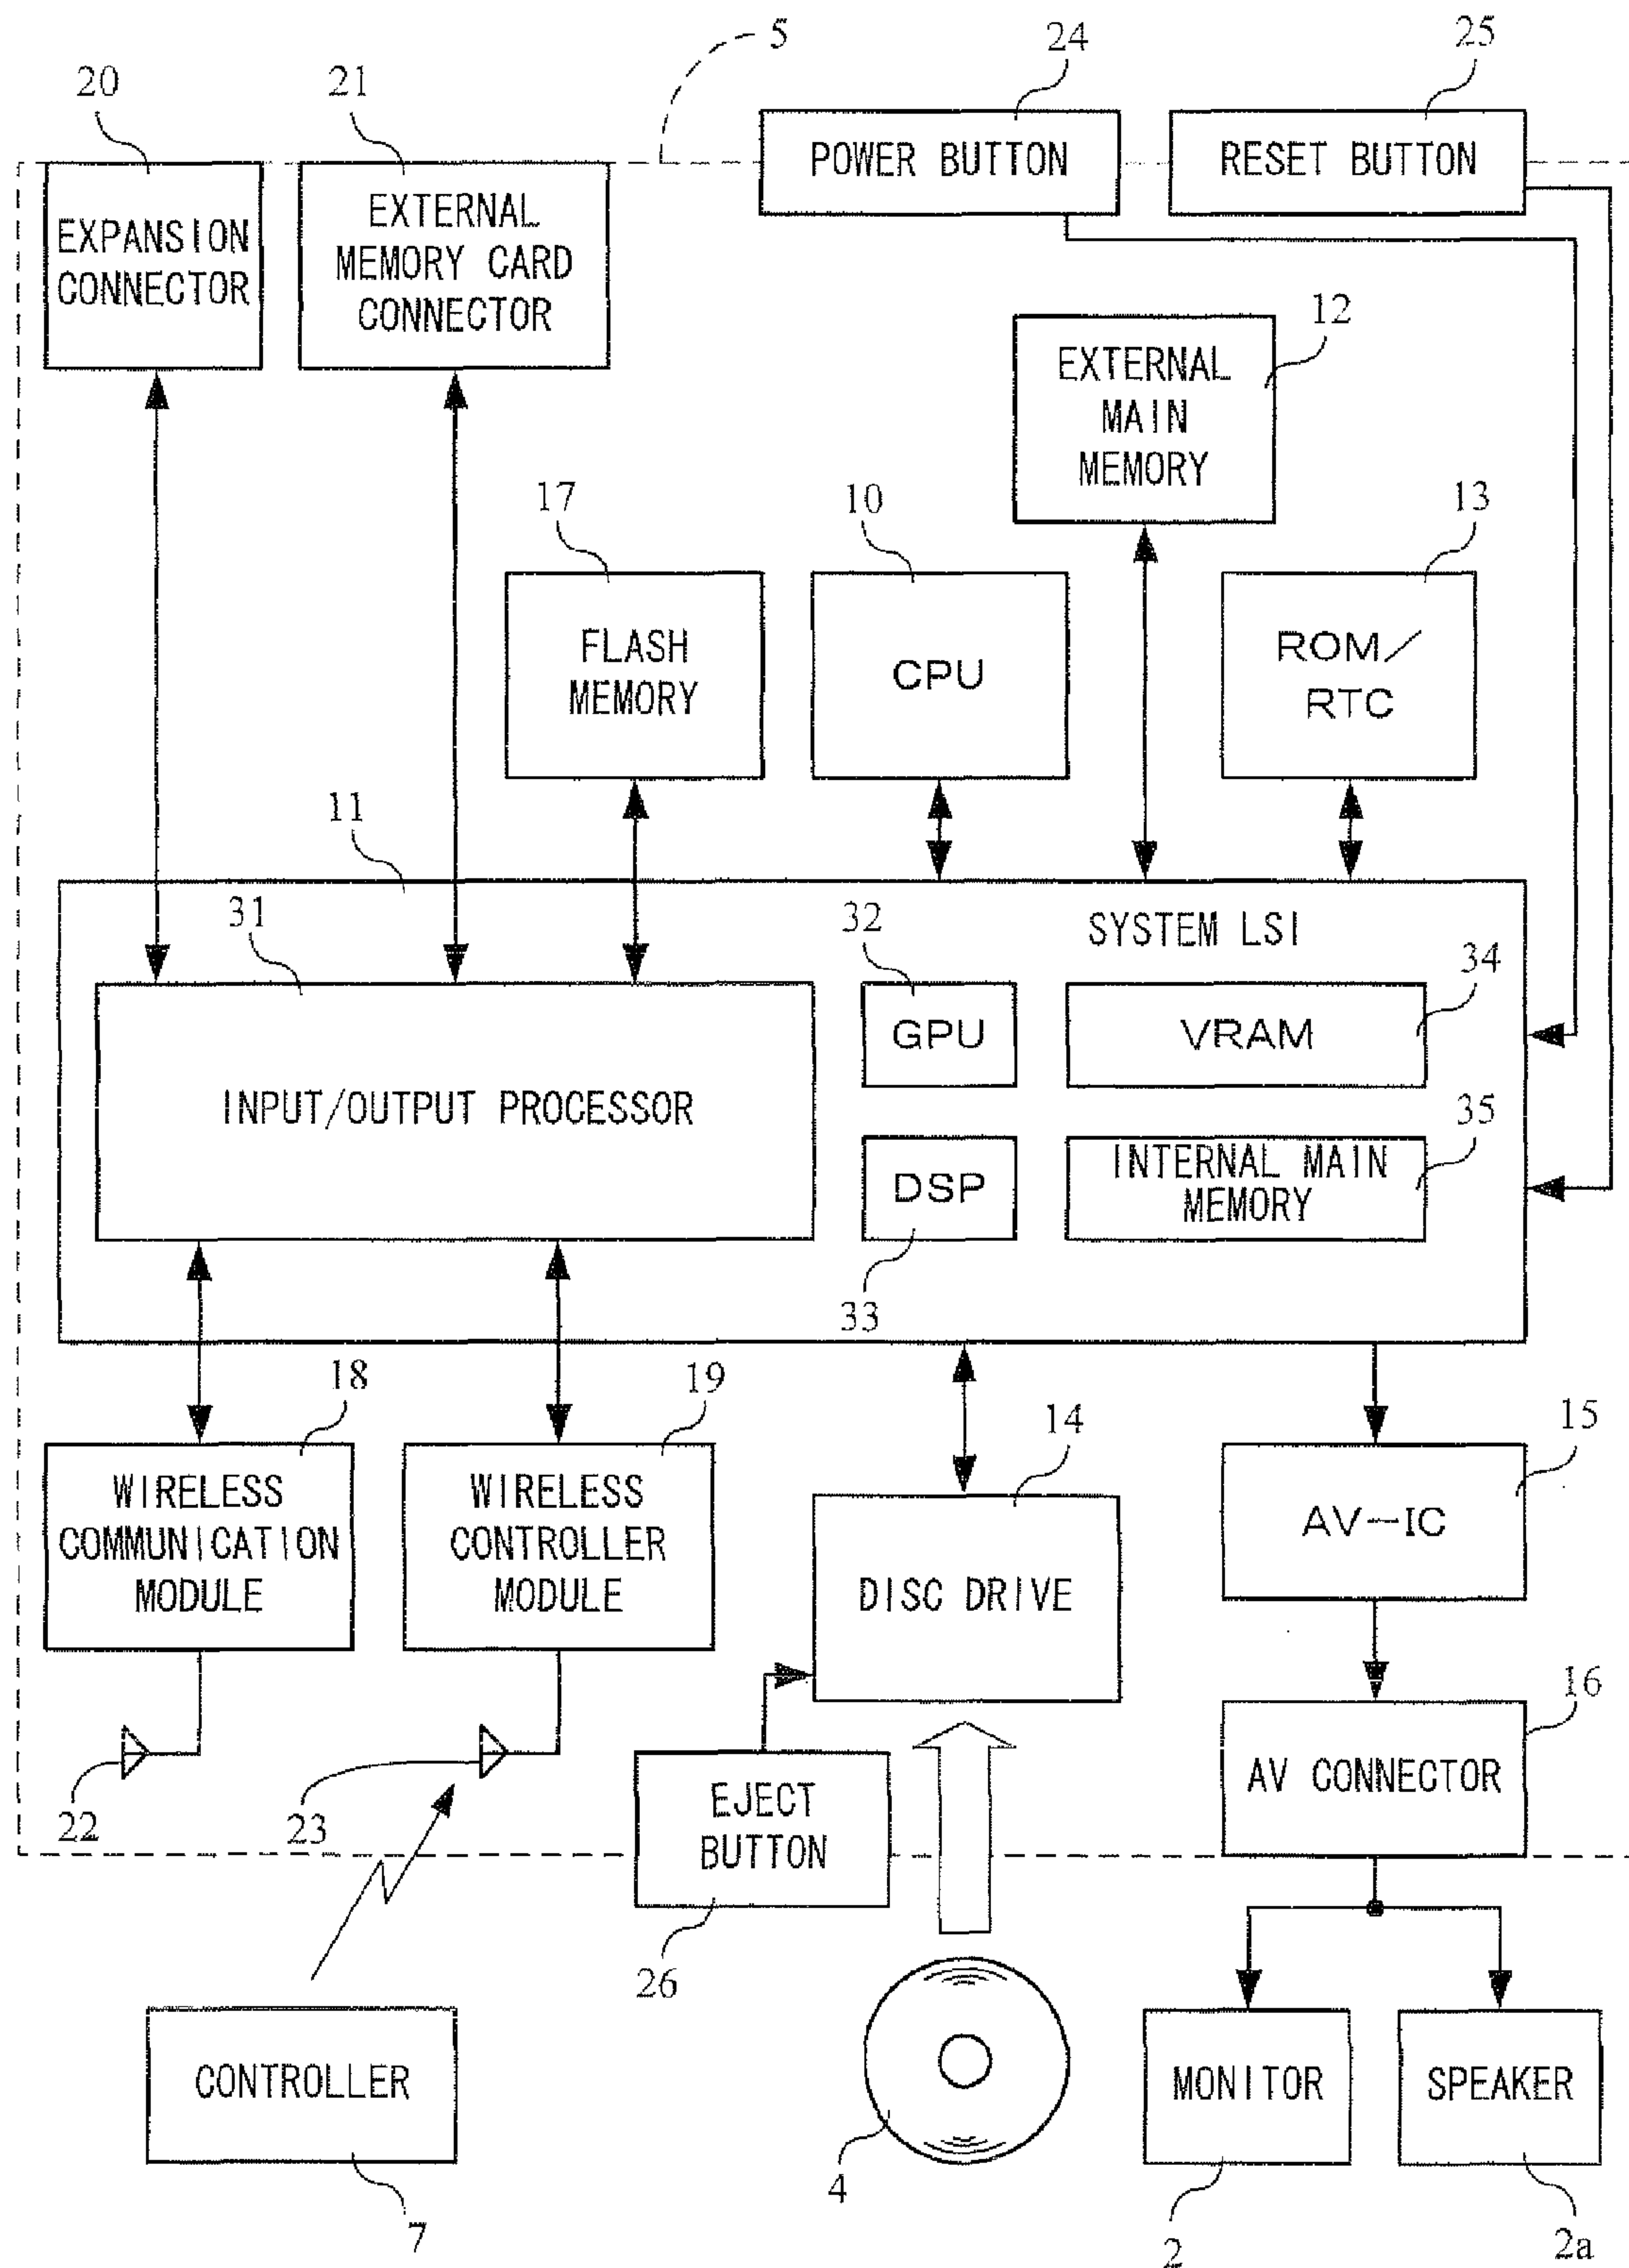 5
24
25
20
21
POWER BUTTON
RESET BUTTON
EXPANSION
CONNECTOR
EXTERNAL
MEMORY CARD
CONNECTOR
12
EXTERNAL
MAIN
MEMORY
17
10
13
FLASH
MEMORY
CPU
ROM/
RTC
11
SYSTEM LSI
31
32
34
INPUT/OUTPUT PROCESSOR
GPU
VRAM
35
DSP
INTERNAL MAIN
MEMORY
33
18
19
14
15
WIRELESS
COMMUNICATION
MODULE
WIRELESS
CONTROLLER
MODULE
DISC DRIVE
AV-IC
16
22
23
EJECT
BUTTON
AV CONNECTOR
26
CONTROLLER
MONITOR
SPEAKER
7
4
2
2a